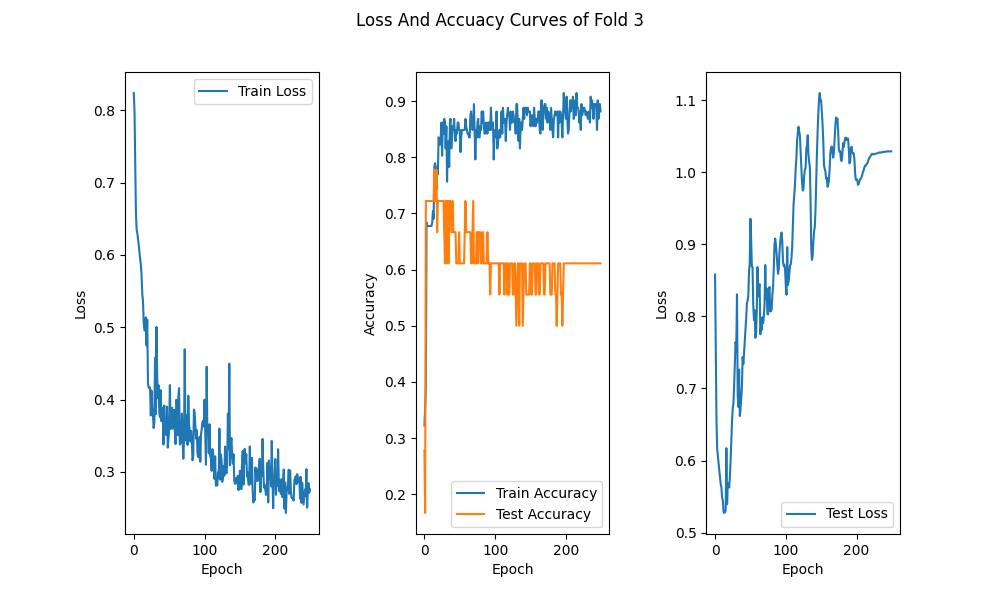 Loss And Accuacy Curves of Fold 3
Train Loss
0.8
0.7
0.6
0.5
0.4
0.3
Loss
0
100
200
Epoch
0.9
0.8
0.7
0.6
0.5
0.4
0.3
0.2
Accuracy
Train Accuracy
Test Accuracy
0
100
200
Epoch
1.1
1.0
0.9
0.8
0.7
0.6
0.5
Loss
Test Loss
0
100
200
Epoch